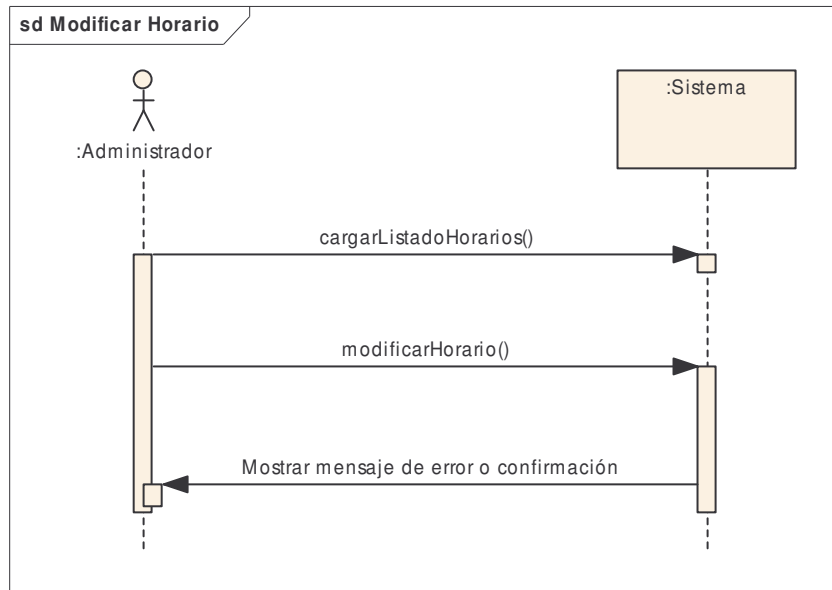 sd Modificar Horario
:Sistema
:Administrador
cargarListadoHorarios()
modificarHorario()
Mostrar mensaje de error o confirmación